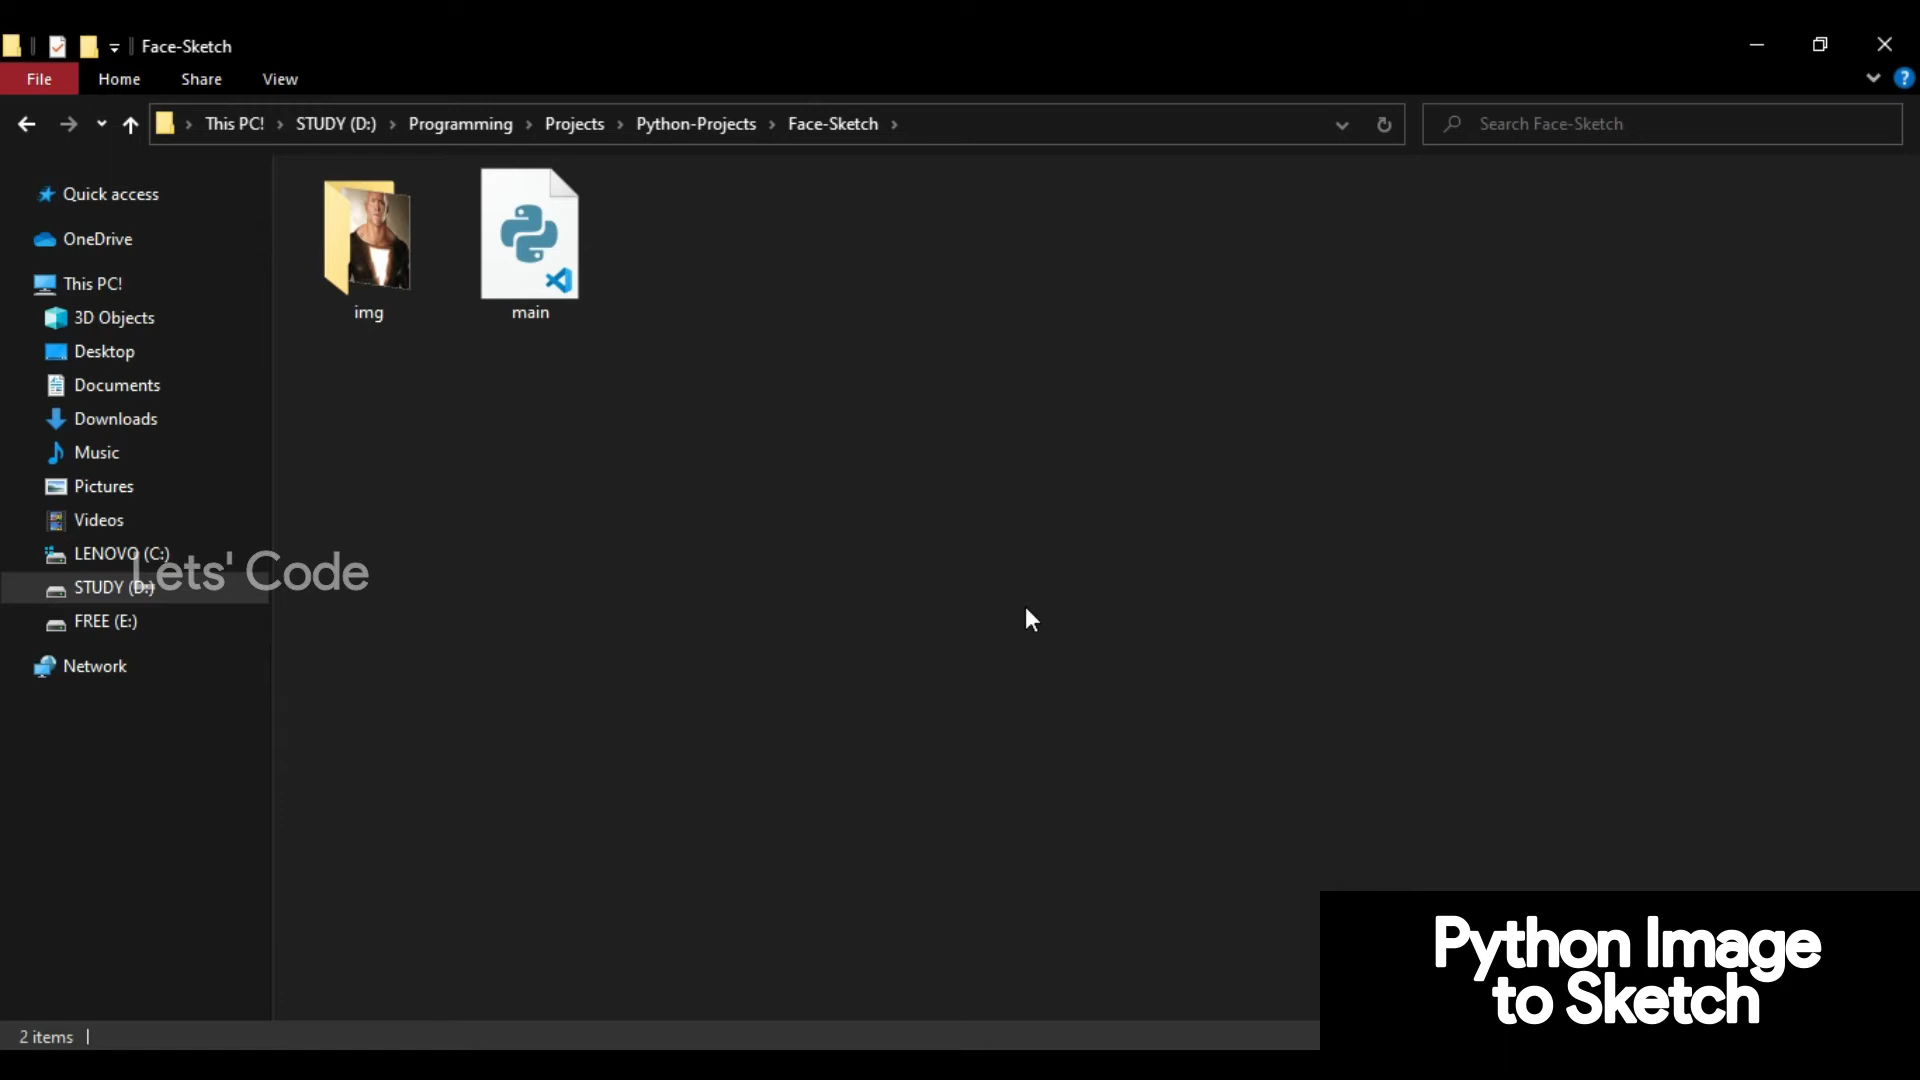 Face-Sketch
File Home Share View
This PC! STUDY (D:) Programming Projects Python-Projects Face-Sketch
Search Face-Sketch
Quick access
OneDrive
This PC!
3D Objects
Desktop
Documents
Downloads
Music
Pictures
Videos
LENOVO (C:)
STUDY (D:)
FREE (E:)
Network
img
main
Lets' Code
Python Image
to Sketch
2 items